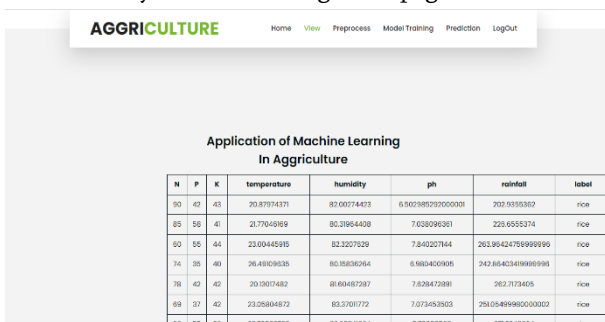 AGGRICULTURE
Home View Preprocess Model Training Prediction LogOut
Application of Machine Learning
In Aggriculture
N P K temperature humidity ph rainfall label
90 42 43 20.87974371 82.00274423 6.502985292000001 202.9355362 rice
85 58 41 21.77046169 80.31964408 7.038096361 226.6555374 rice
60 55 44 23.00445915 82.3207629 7.840207144 263.96424759999996 rice
74 35 40 26.49109635 80.15836264 6.980400905 242.86403419999996 rice
78 42 42 20.13017482 81.60487287 7.628472891 262.7173405 rice
69 37 42 23.05804872 83.3701772 7.073453503 251.05499980000002 rice